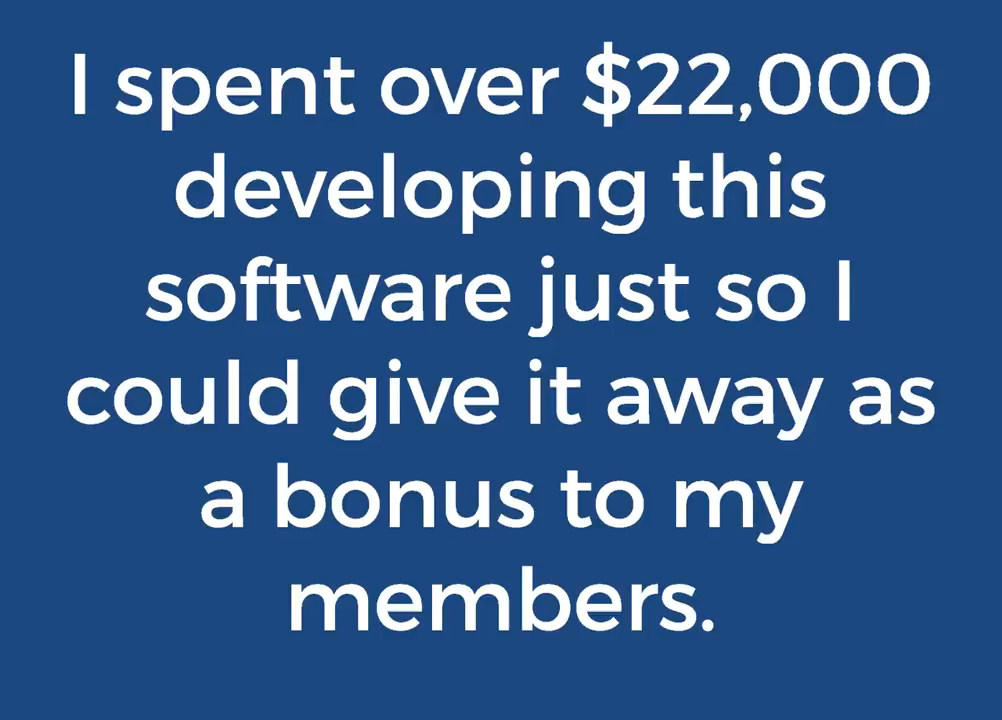 I spent over $22,000
developing this
software just so I
could give it away as
a bonus to my
members.